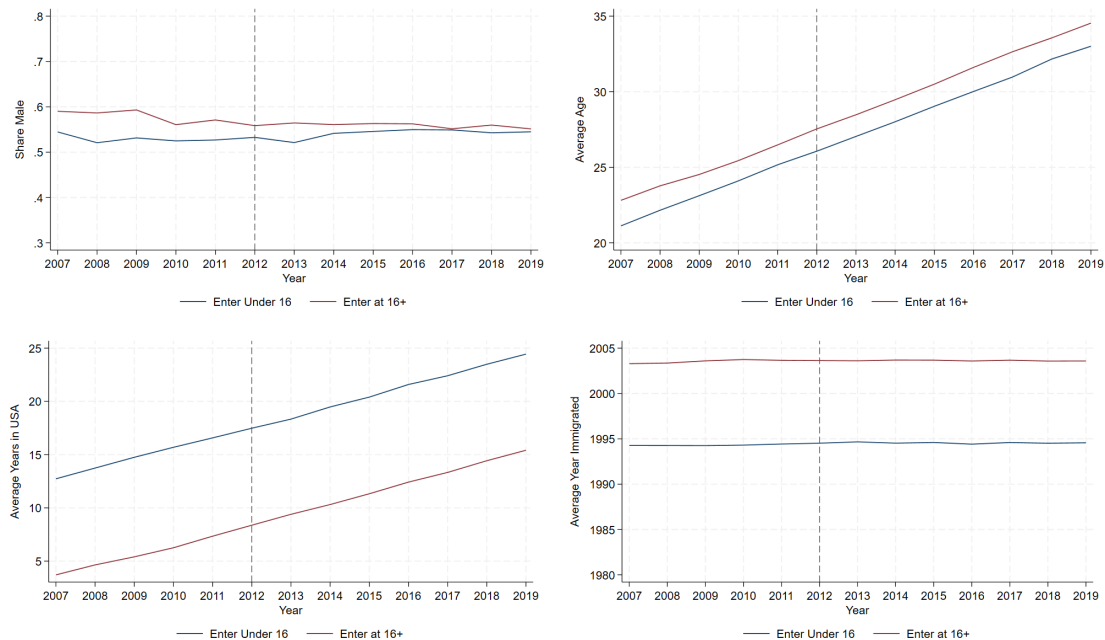 Share Male
.8
.7
.6
.5
.4
.3
2007 2008 2009 2010 2011 2012 2013 2014 2015 2016 2017 2018 2019
Year
Enter Under 16 Enter at 16+
Average Age
35
30
25
20
2007 2008 2009 2010 2011 2012 2013 2014 2015 2016 2017 2018 2019
Year
Enter Under 16 Enter at 16+
Average Years in USA
25
20
15
10
5
2007 2008 2009 2010 2011 2012 2013 2014 2015 2016 2017 2018 2019
Year
Enter Under 16 Enter at 16+
Average Year Immigrated
2005
2000
1995
1990
1985
1980
2007 2008 2009 2010 2011 2012 2013 2014 2015 2016 2017 2018 2019
Year
Enter Under 16 Enter at 16+